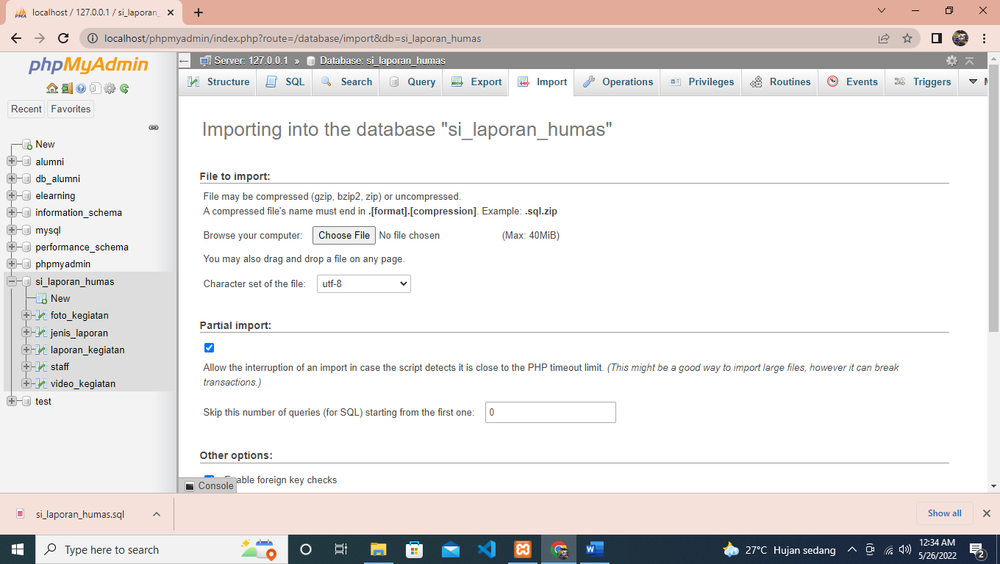 localhost / 127.0.0.1 / si_laporan_
localhost/phpmyadmin/index.php?route=/database/import&db=si_laporan_humas
phpMyAdmin
Recent
Favorites
New
alumni
db_alumni
elearning
information_schema
mysql
performance_schema
phpmyadmin
si_laporan_humas
New
foto_kegiatan
jenis_laporan
laporan_kegiatan
staff
video_kegiatan
test
Server: 127.0.0.1 » Database: si_laporan_humas
Structure SQL Search Query Export Import Operations Privileges Routines Events Triggers
Importing into the database "si_laporan_humas"
File to import:
File may be compressed (gzip, bzip2, zip) or uncompressed.
A compressed file's name must end in .[format].[compression]. Example: .sql.zip
Browse your computer: Choose File No file chosen (Max: 40MiB)
You may also drag and drop a file on any page.
Character set of the file: utf-8
Partial import:
Allow the interruption of an import in case the script detects it is close to the PHP timeout limit. (This might be a good way to import large files, however it can break
transactions.)
Skip this number of queries (for SQL) starting from the first one: 0
Other options:
Enable foreign key checks
Console
si_laporan_humas.sql
Show all
Type here to search
27°C Hujan sedang
12:34 AM
5/26/2022
2